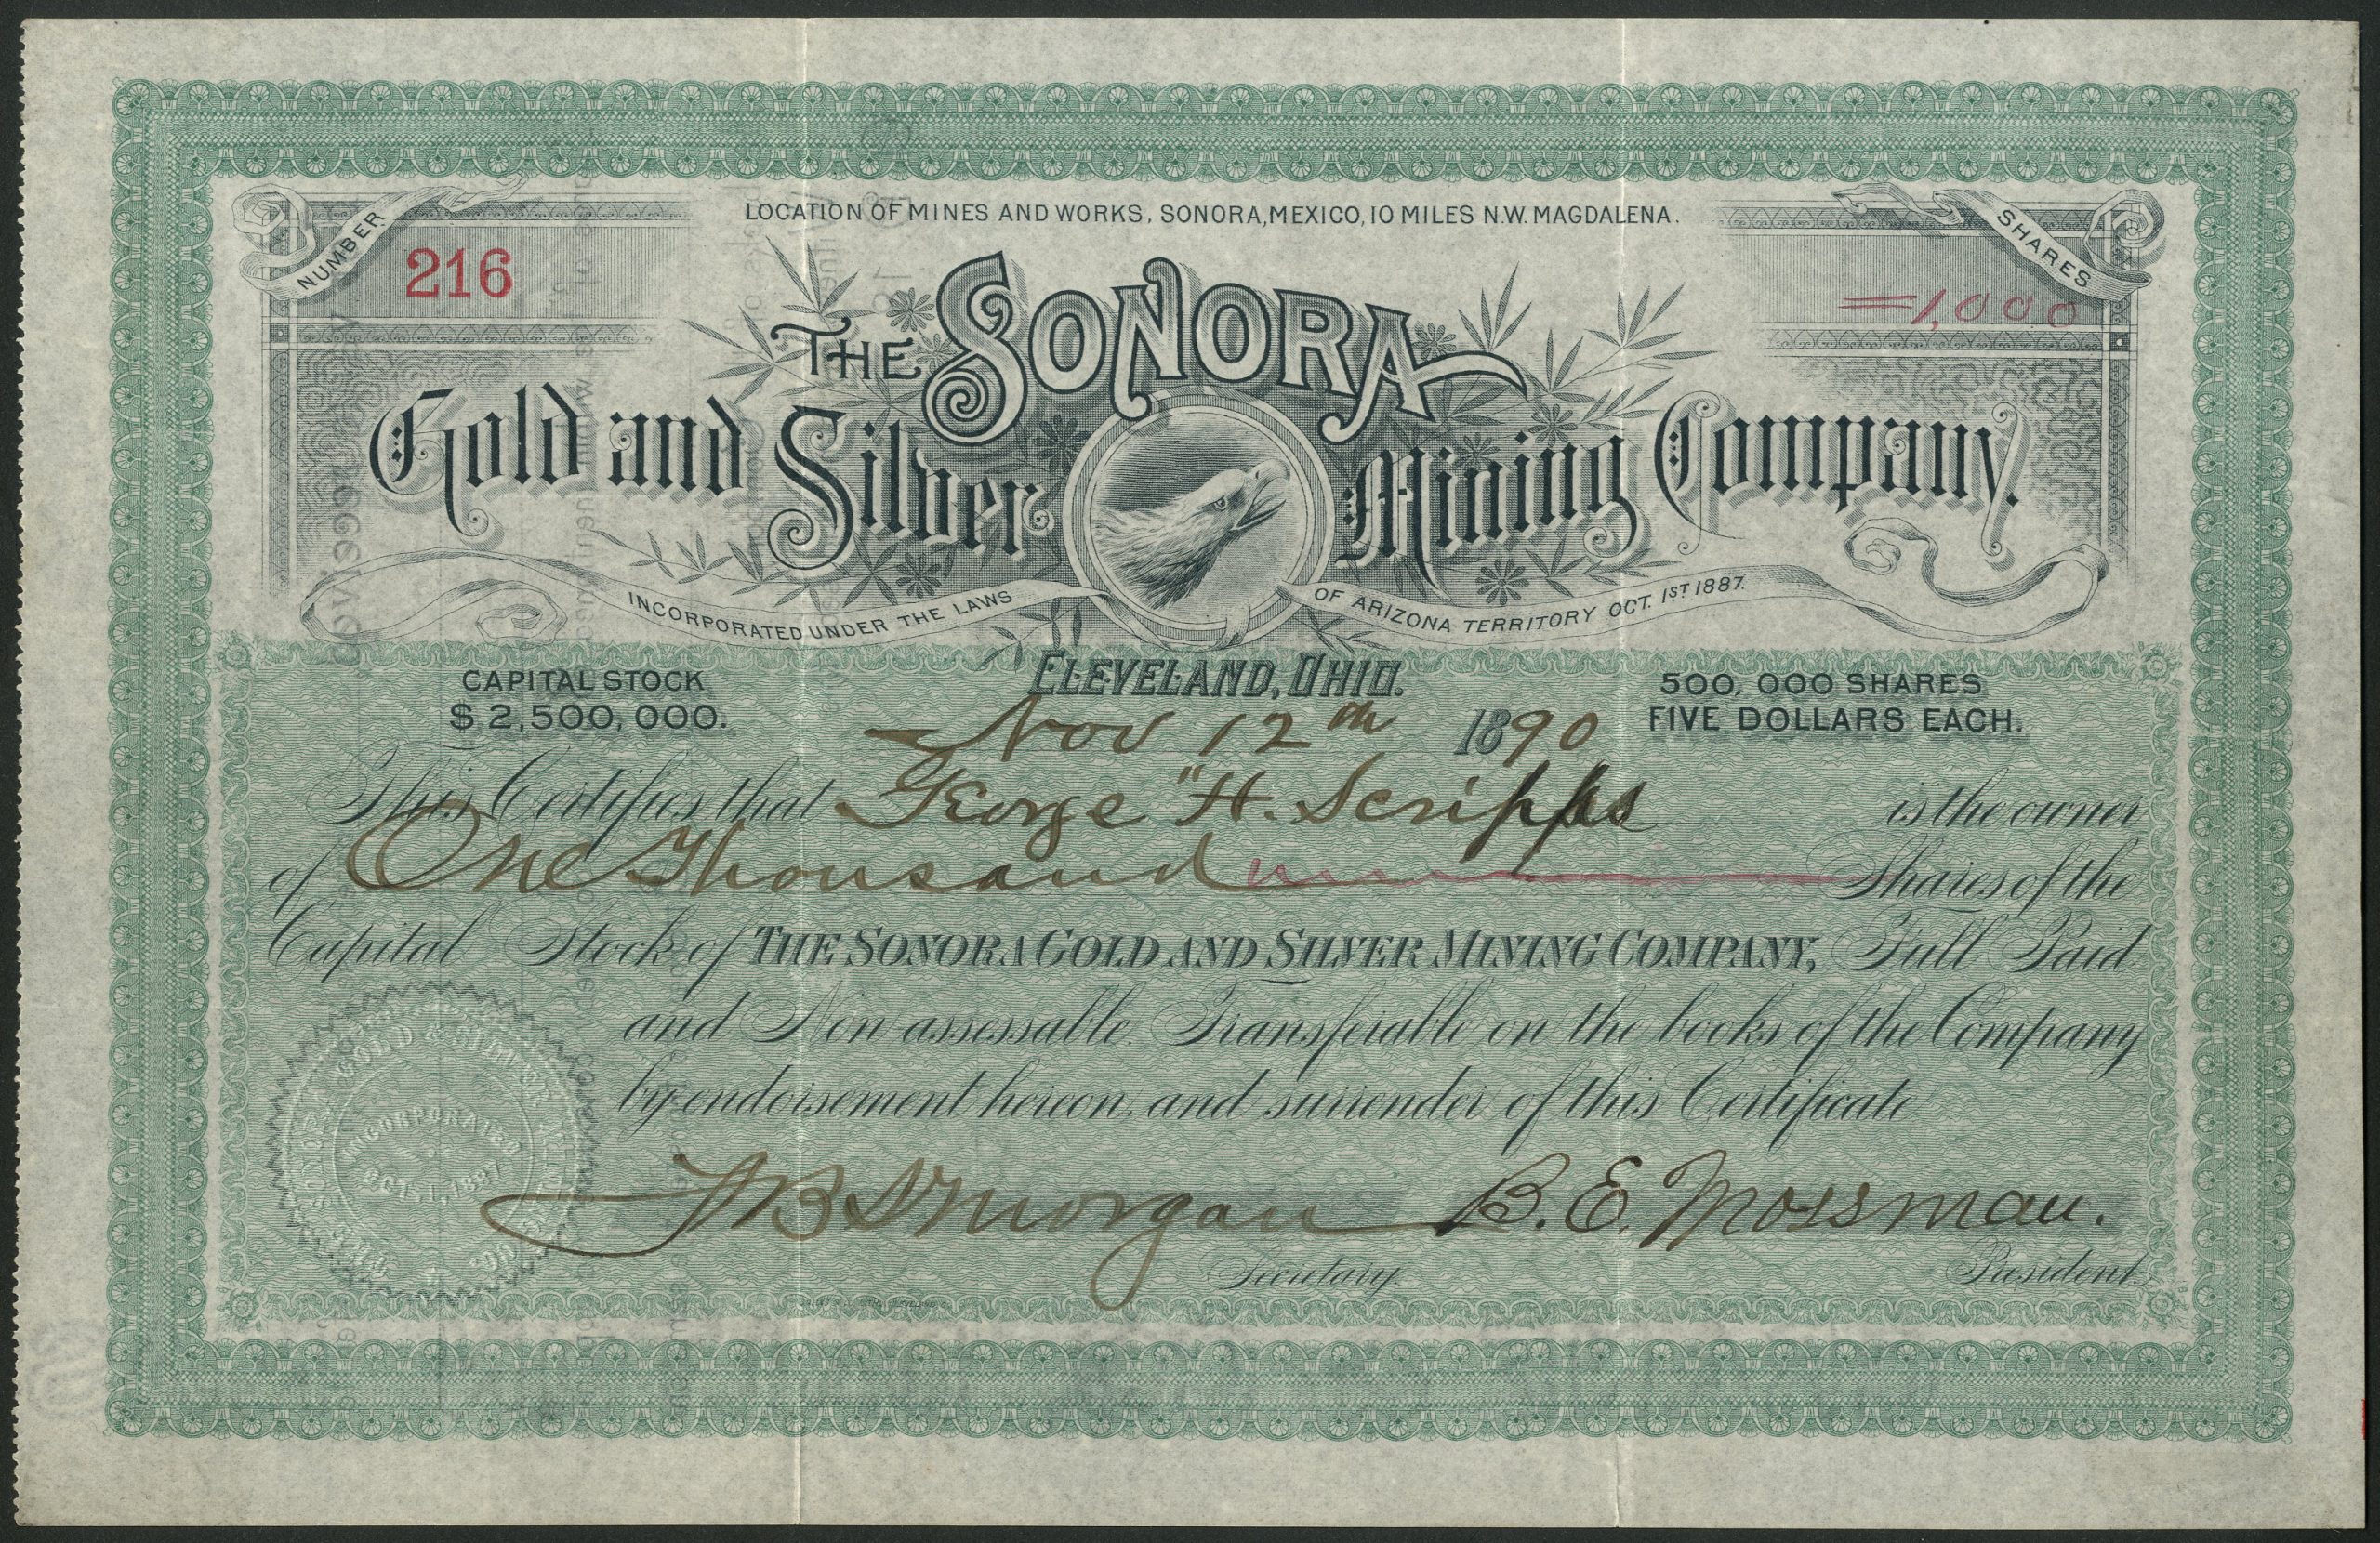 LOCATION OF MINES AND WORKS, SONORA, MEXICO, 10 MILES N.W. MAGDALENA.
NUMBER
216
SHARES
=1,000
THE SONORA
Gold and Silver Mining Company.
INCORPORATED UNDER THE LAWS OF ARIZONA TERRITORY OCT. 1ST 1887.
CLEVELAND, OHIO.
CAPITAL STOCK
$2,500,000.
500,000 SHARES
FIVE DOLLARS EACH.
Nov 12th 1890
This Certifies that George H. Scripps is the owner
of One Thousand Shares of the
Capital Stock of THE SONORA GOLD AND SILVER MINING COMPANY, Full Paid
and Non assessable. Transferable on the books of the Company
by endorsement hereon, and surrender of this Certificate
Morgan
B. E. Mossman.
Secretary.
President.
GOLD & SILVER
INCORPORATED
OCT. 1, 1887